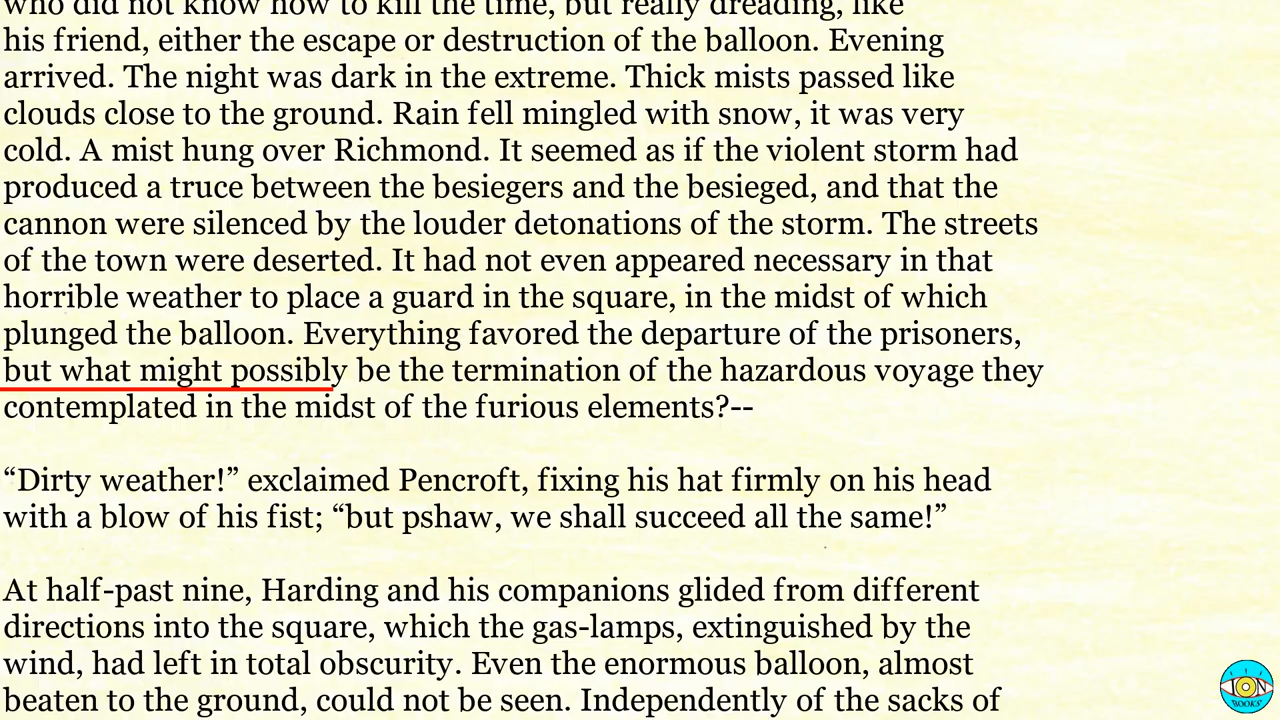 who did not know how to kill the time, but really dreading, like
his friend, either the escape or destruction of the balloon. Evening
arrived. The night was dark in the extreme. Thick mists passed like
clouds close to the ground. Rain fell mingled with snow, it was very
cold. A mist hung over Richmond. It seemed as if the violent storm had
produced a truce between the besiegers and the besieged, and that the
cannon were silenced by the louder detonations of the storm. The streets
of the town were deserted. It had not even appeared necessary in that
horrible weather to place a guard in the square, in the midst of which
plunged the balloon. Everything favored the departure of the prisoners,
but what might possibly be the termination of the hazardous voyage they
contemplated in the midst of the furious elements?--
“Dirty weather!” exclaimed Pencroft, fixing his hat firmly on his head
with a blow of his fist; “but pshaw, we shall succeed all the same!”
At half-past nine, Harding and his companions glided from different
directions into the square, which the gas-lamps, extinguished by the
wind, had left in total obscurity. Even the enormous balloon, almost
beaten to the ground, could not be seen. Independently of the sacks of
ION
BOOKS